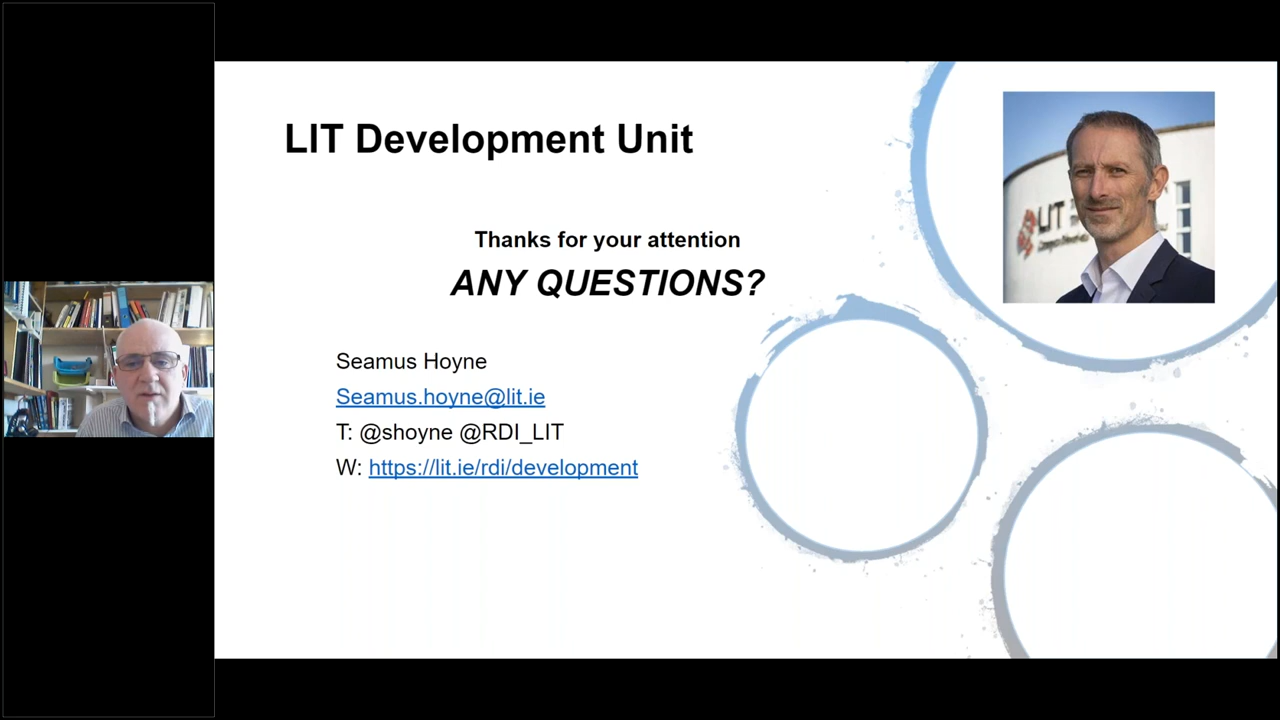 LIT Development Unit
Thanks for your attention
ANY QUESTIONS?
Seamus Hoyne
Seamus.hoyne@lit.ie
T: @shoyne @RDI_LIT
W: https://lit.ie/rdi/development
LIT